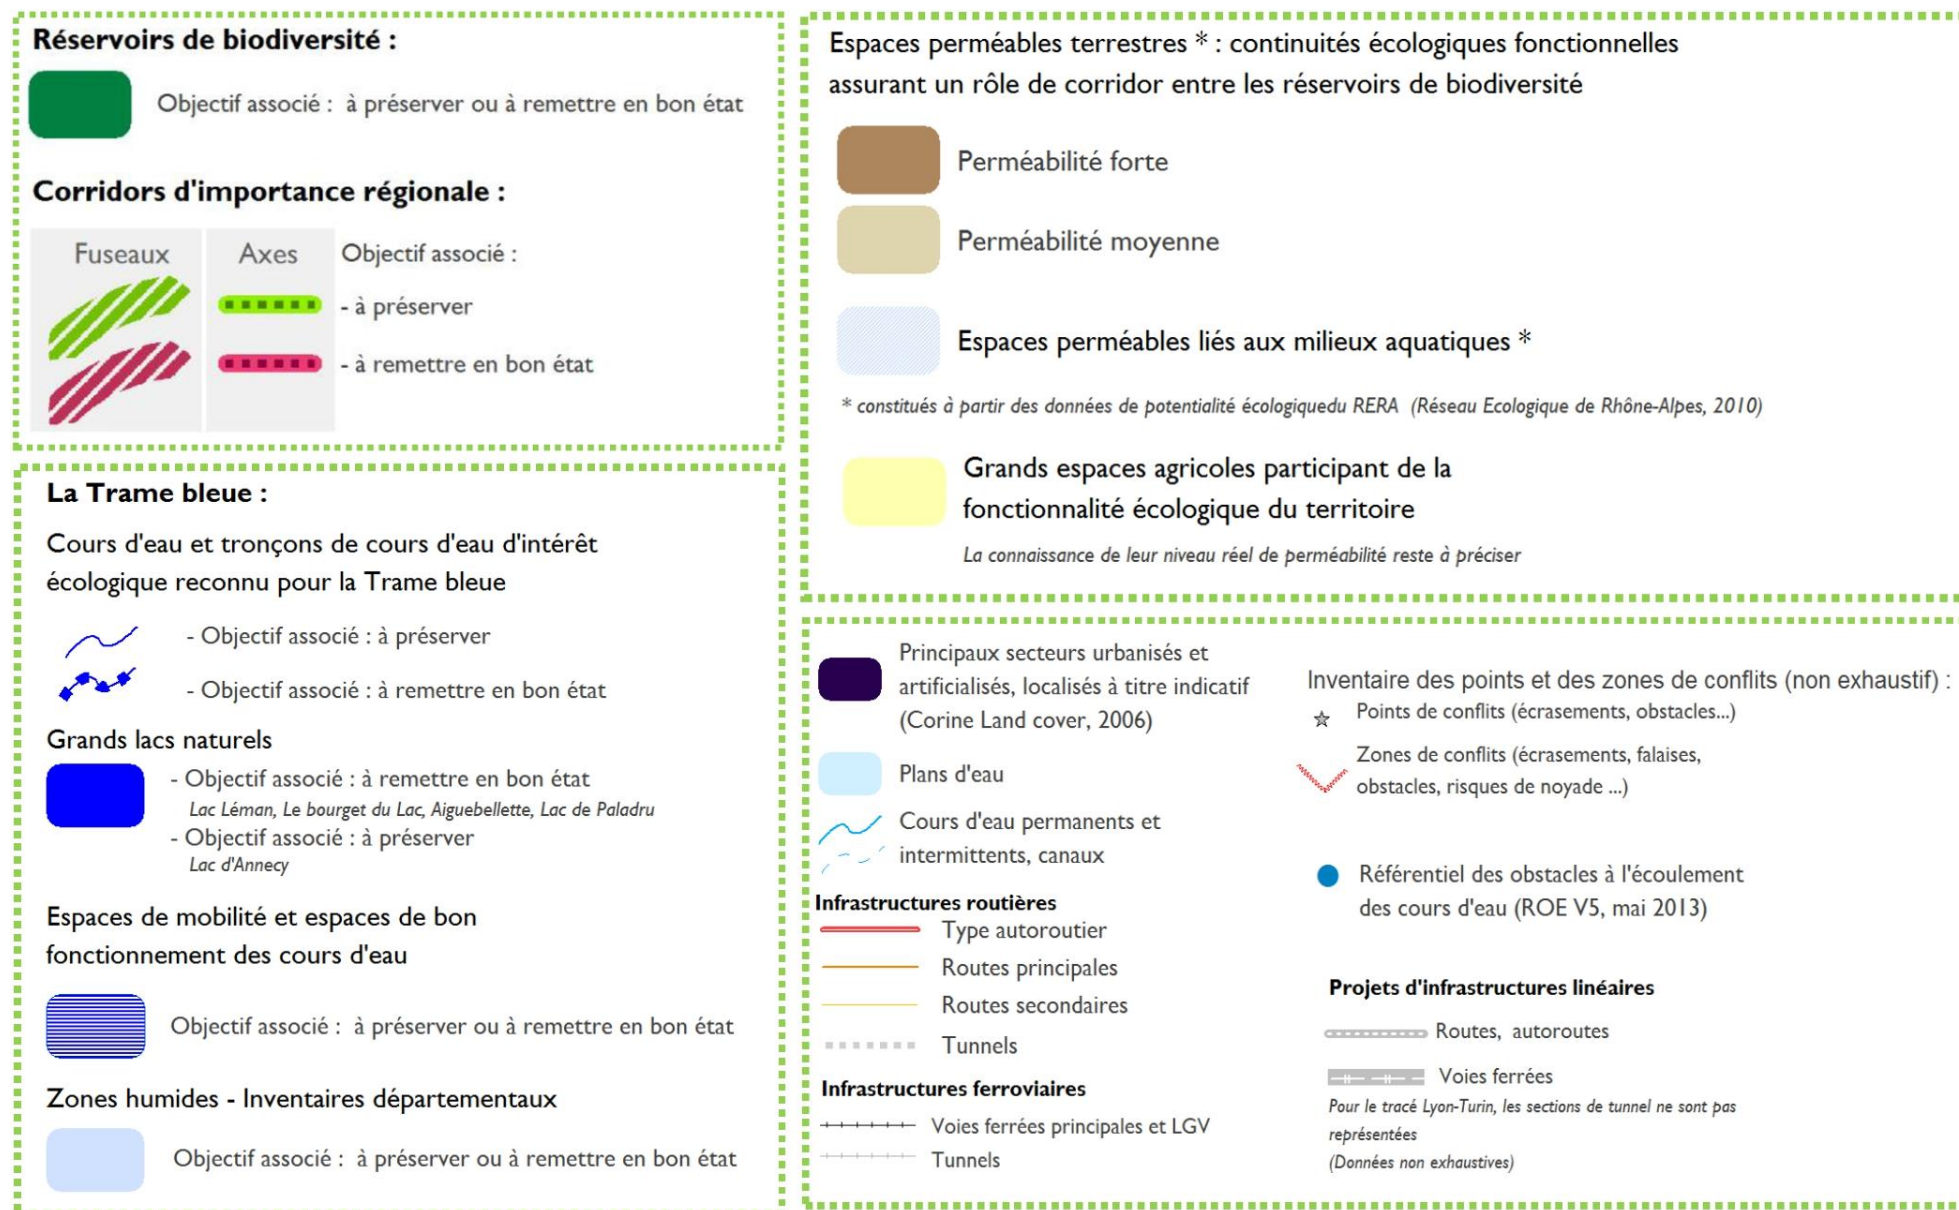 Réservoirs de biodiversité :
Objectif associé :  à préserver ou à remettre en bon état
Corridors d'importance régionale :
Fuseaux
Axes
Objectif associé :
- à préserver
- à remettre en bon état
La Trame bleue :
Cours d'eau et tronçons de cours d'eau d'intérêt
écologique reconnu pour la Trame bleue
- Objectif associé : à préserver
- Objectif associé : à remettre en bon état
Grands lacs naturels
- Objectif associé : à remettre en bon état
Lac Léman, Le bourget du Lac, Aiguebellette, Lac de Paladru
- Objectif associé : à préserver
Lac d'Annecy
Espaces de mobilité et espaces de bon
fonctionnement des cours d'eau
Objectif associé :  à préserver ou à remettre en bon état
Zones humides - Inventaires départementaux
Objectif associé :  à préserver ou à remettre en bon état
Espaces perméables terrestres * : continuités écologiques fonctionnelles
assurant un rôle de corridor entre les réservoirs de biodiversité
Perméabilité forte
Perméabilité moyenne
Espaces perméables liés aux milieux aquatiques *
* constitués à partir des données de potentialité écologiquedu RERA  (Réseau Ecologique de Rhône-Alpes, 2010)
Grands espaces agricoles participant de la
fonctionnalité écologique du territoire
La connaissance de leur niveau réel de perméabilité reste à préciser
Principaux secteurs urbanisés et
artificialisés, localisés à titre indicatif
(Corine Land cover, 2006)
Plans d'eau
Cours d'eau permanents et
intermittents, canaux
Infrastructures routières
Type autoroutier
Routes principales
Routes secondaires
Tunnels
Infrastructures ferroviaires
Voies ferrées principales et LGV
Tunnels
Inventaire des points et des zones de conflits (non exhaustif) :
Points de conflits (écrasements, obstacles...)
Zones de conflits (écrasements, falaises,
obstacles, risques de noyade ...)
Référentiel des obstacles à l'écoulement
des cours d'eau (ROE V5, mai 2013)
Projets d'infrastructures linéaires
Routes,  autoroutes
Voies ferrées
Pour le tracé Lyon-Turin, les sections de tunnel ne sont pas
représentées
(Données non exhaustives)